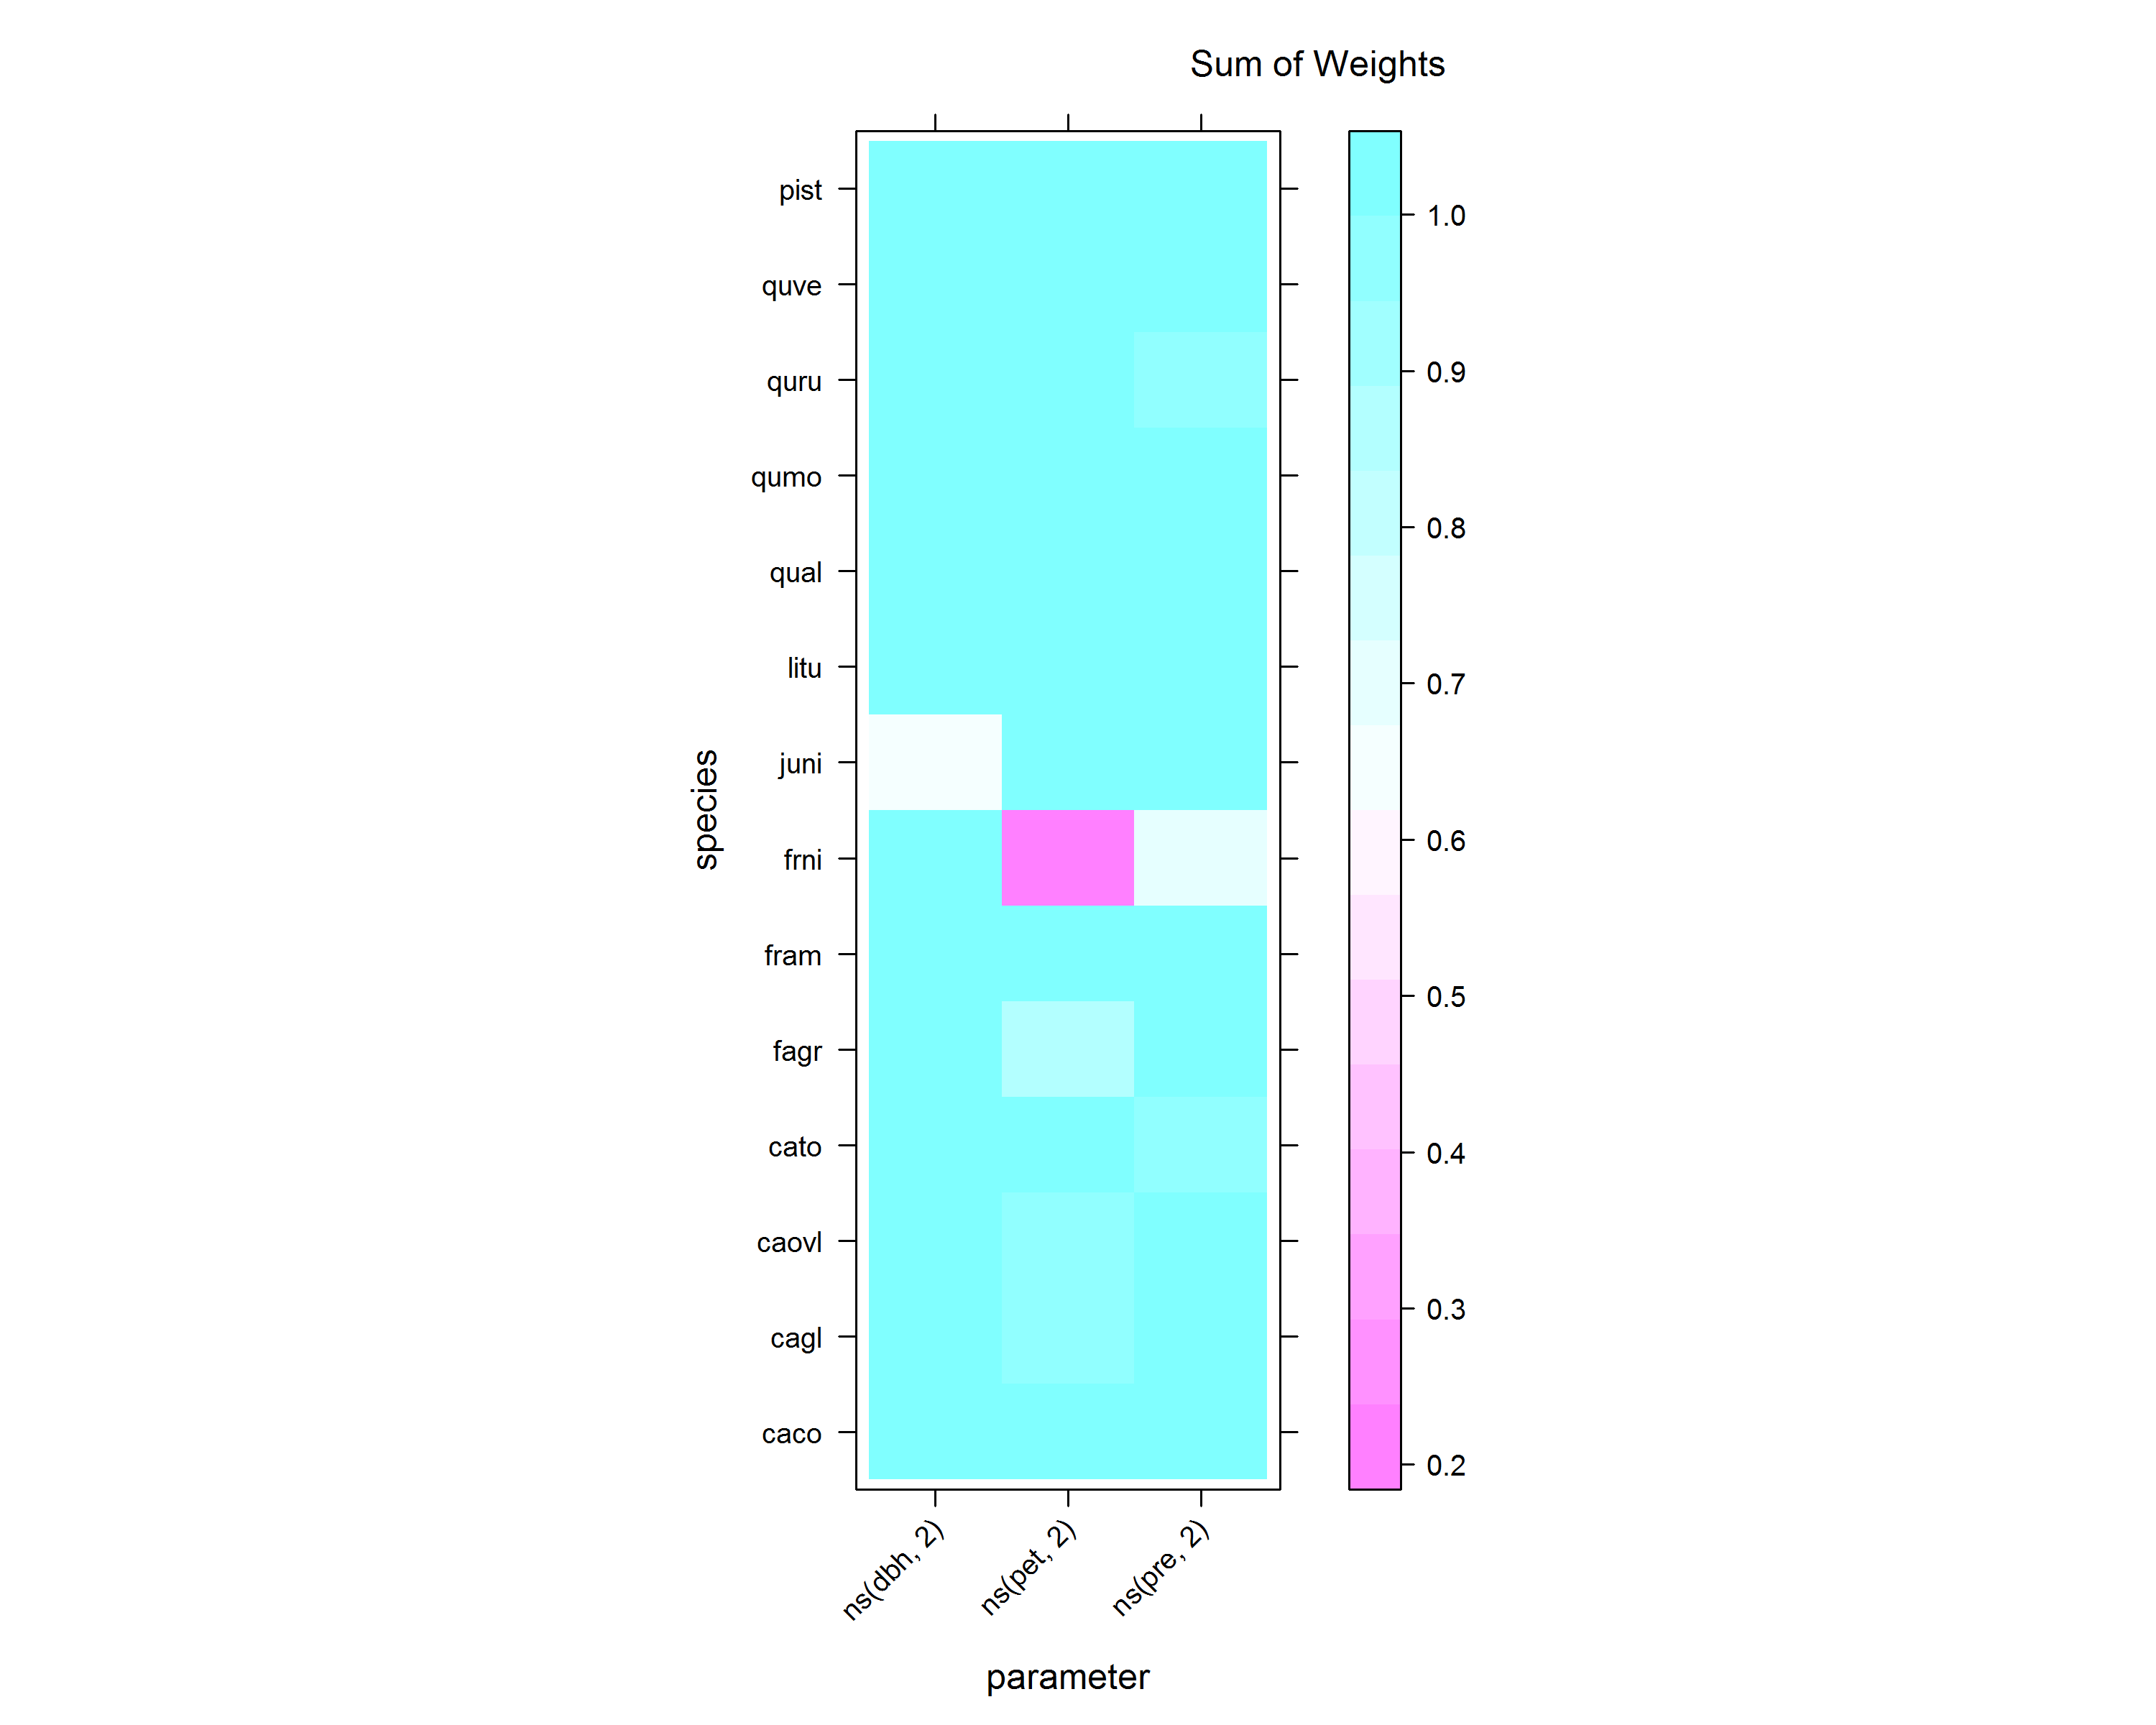 Sum of Weights
pist
quve
quru
qumo
qual
litu
juni
frni
fram
fagr
cato
caovl
cagl
caco
species
1.0
0.9
0.8
0.7
0.6
0.5
0.4
0.3
0.2
ns(dbh, 2)
ns(pet, 2)
ns(pre, 2)
parameter